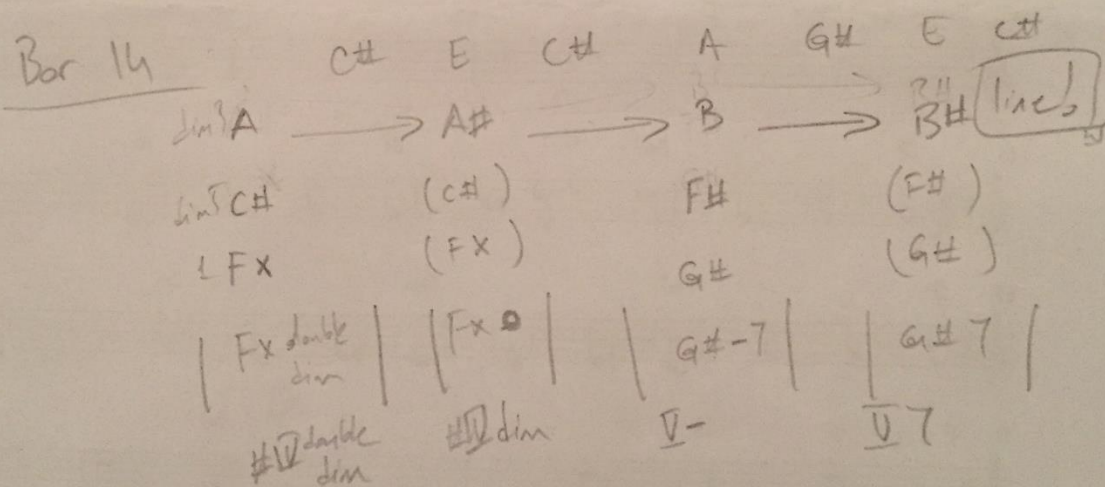 Bar 14 C# E C# A G# E C#
dim3 A → A# → B → B# line!
dim5 C# (C#) F# (F#)
1 Fx (Fx) G# (G#)
| Fx double dim | | Fx o | | G#-7 | | G#7 |
#IV double dim #IV dim V- V7